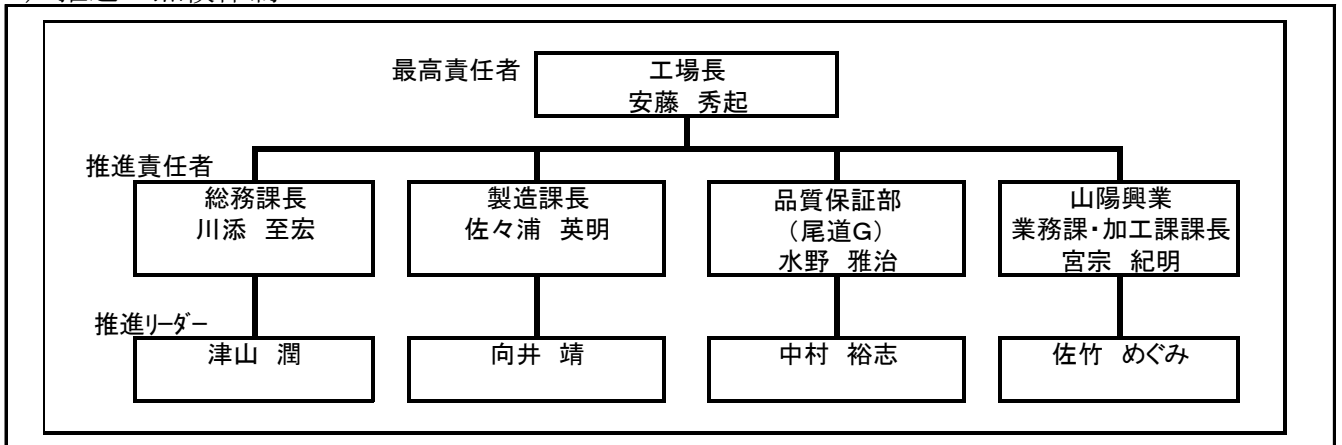 最高責任者
工場長
安藤 秀起
推進責任者
総務課長
川添 至宏
製造課長
佐々浦 英明
品質保証部
(尾道G)
水野 雅治
山陽興業
業務課・加工課課長
宮宗 紀明
推進リーダー
津山 潤
向井 靖
中村 裕志
佐竹 めぐみ